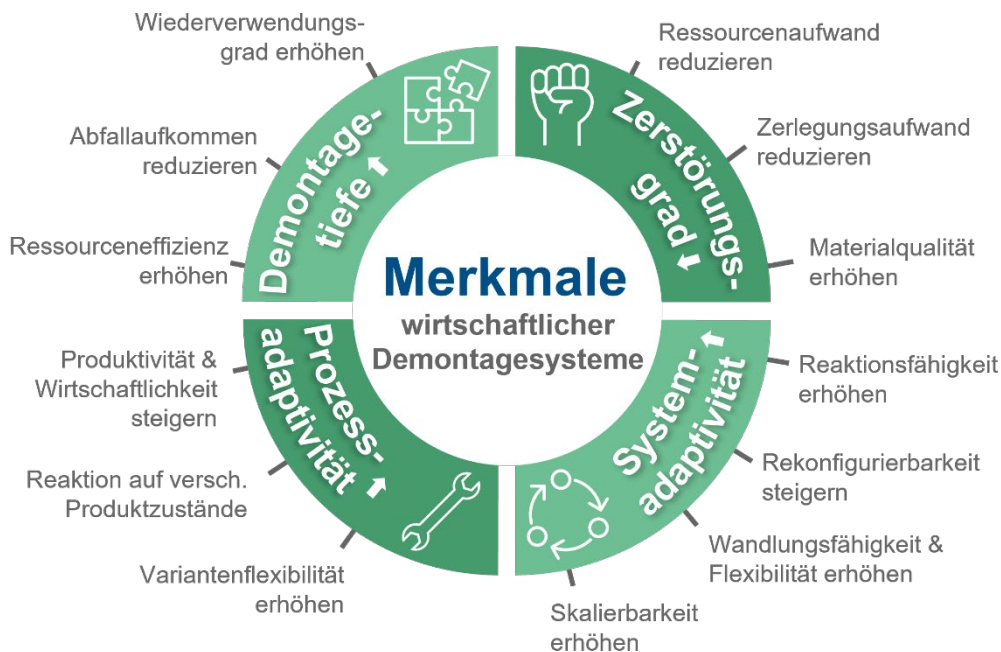 Merkmale
wirtschaftlicher
Demontagesysteme
Demontage-
tiefe
Wiederverwendungs-
grad erhöhen
Abfallaufkommen
reduzieren
Ressourceneffizienz
erhöhen
Zerstörungs-
grad
Ressourcenaufwand
reduzieren
Zerlegungsaufwand
reduzieren
Materialqualität
erhöhen
Prozess-
adaptivität
Produktivität &
Wirtschaftlichkeit
steigern
Reaktion auf versch.
Produktzustände
Variantenflexibilität
erhöhen
System-
adaptivität
Reaktionsfähigkeit
erhöhen
Rekonfigurierbarkeit
steigern
Wandlungsfähigkeit &
Flexibilität erhöhen
Skalierbarkeit
erhöhen